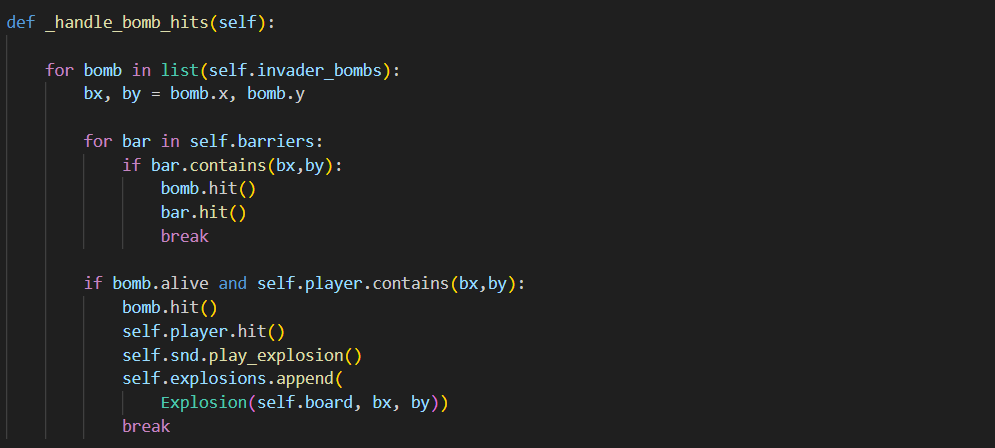 def _handle_bomb_hits(self):
    for bomb in list(self.invader_bombs):
        bx, by = bomb.x, bomb.y
        for bar in self.barriers:
            if bar.contains(bx,by):
                bomb.hit()
                bar.hit()
                break
        if bomb.alive and self.player.contains(bx,by):
            bomb.hit()
            self.player.hit()
            self.snd.play_explosion()
            self.explosions.append(
                Explosion(self.board, bx, by))
            break